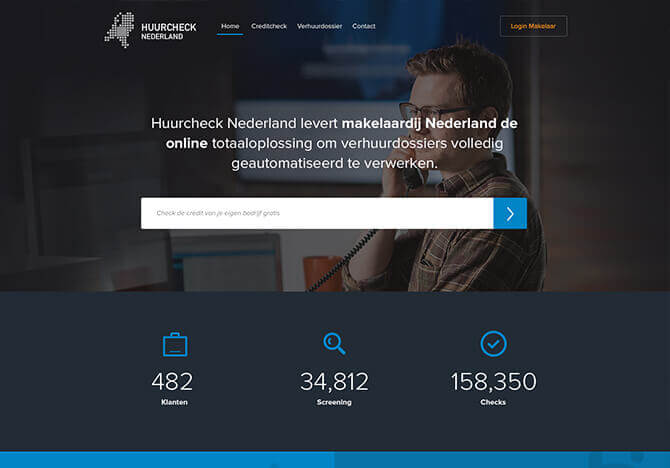 HUURCHECK
NEDERLAND
Home Creditcheck Verhuurdossier Contact
Login Makelaar
Huurcheck Nederland levert makelaardij Nederland de
online totaaloplossing om verhuurdossiers volledig
geautomatiseerd te verwerken.
Check de credit van je eigen bedrijf gratis
482 34,812 158,350
Klanten Screening Checks